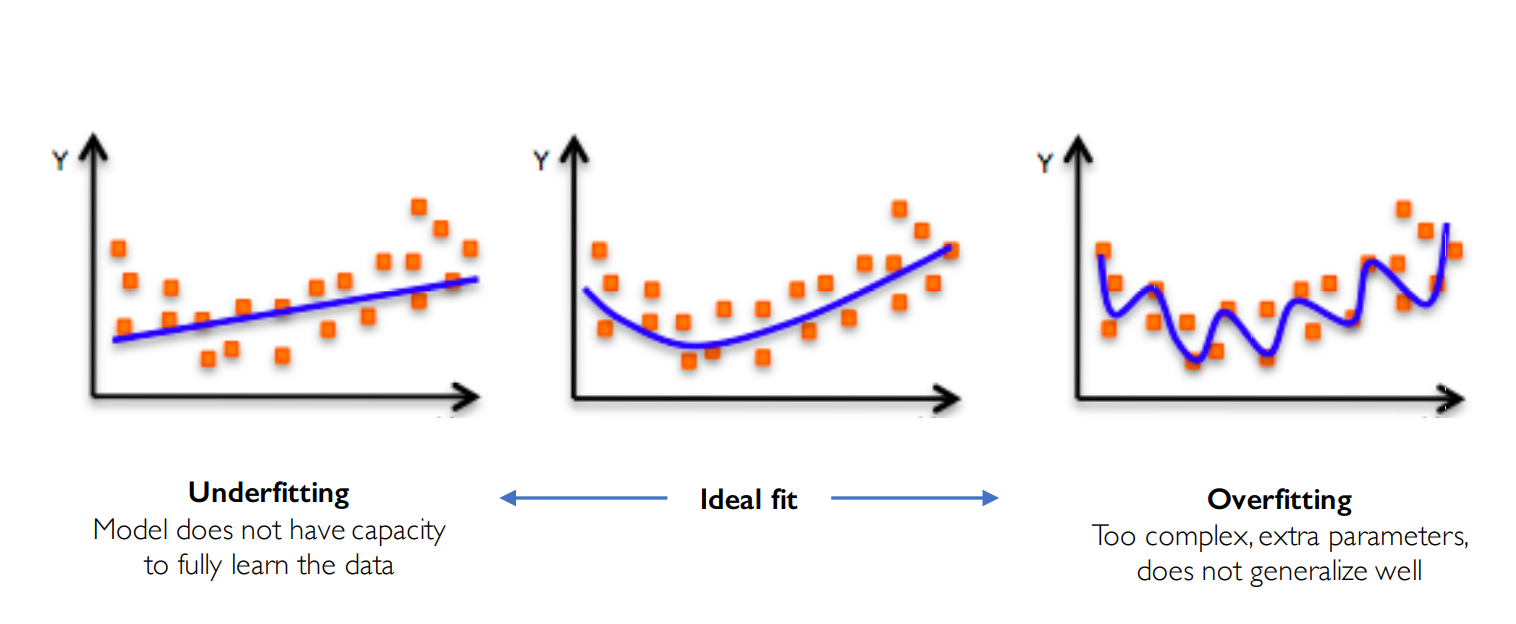 Y
Y
Y
Underfitting
Model does not have capacity
to fully learn the data
Ideal fit
Overfitting
Too complex, extra parameters,
does not generalize well